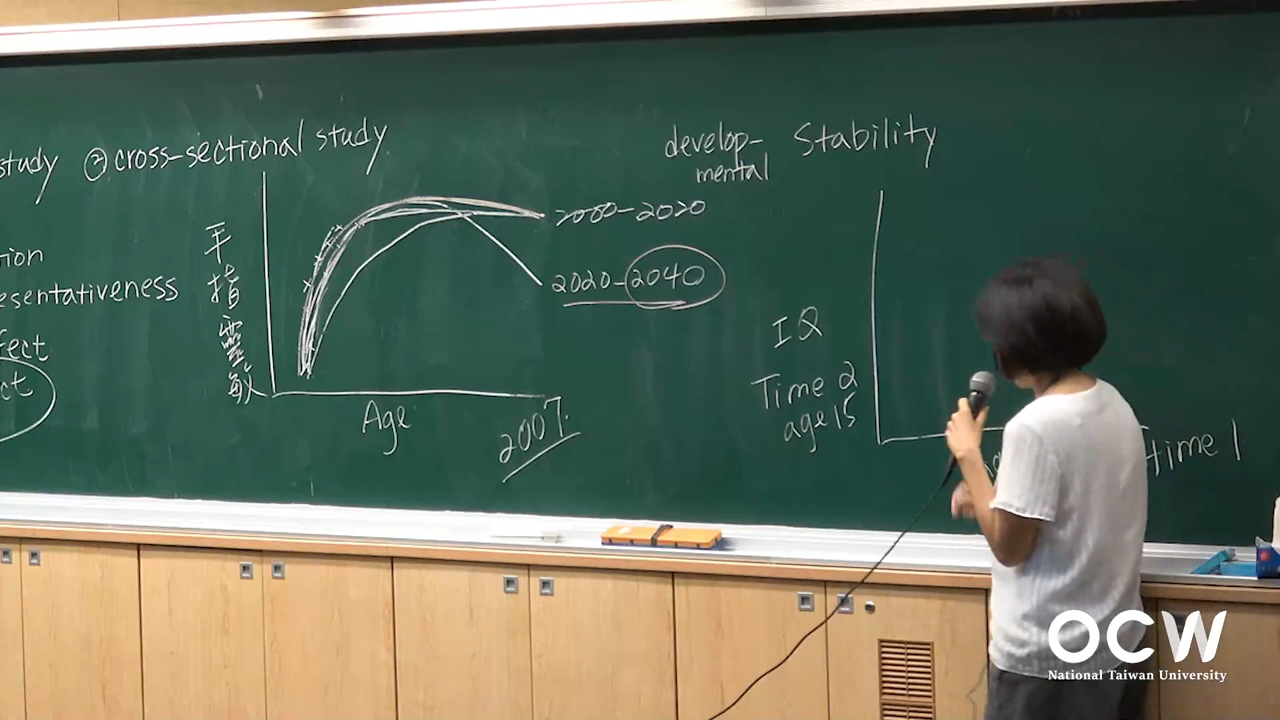 study ② cross-sectional study
tion
esentativeness
fect
ct
手指靈敏
Age
2007.
2000-2020
2020-2040
develop-
mental
Stability
IQ
Time 2
age 15
time 1
OCW
National Taiwan University